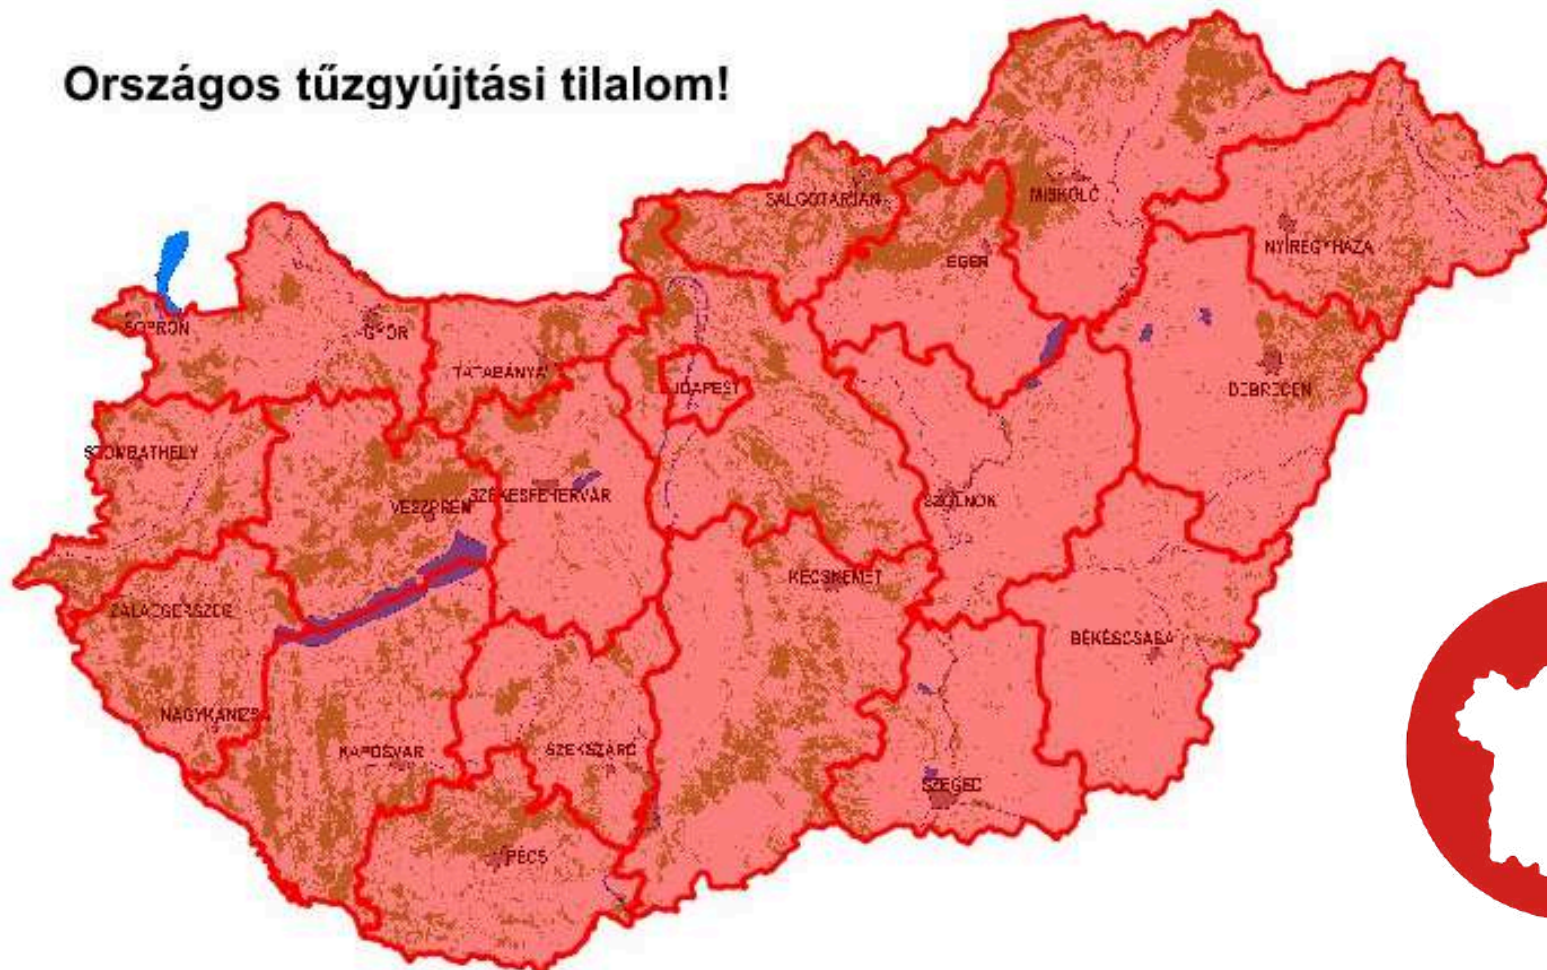 Országos tűzgyújtási tilalom!
SALGÓTARJÁN
MISKOLC
NYÍREGYHÁZA
EGER
SOPRON
GYŐR
TATABÁNYA
BUDAPEST
DEBRECEN
SZOMBATHELY
SZÉKESFEHÉRVÁR
VESZPRÉM
SZOLNOK
KECSKEMÉT
ZALAEGERSZEG
BÉKÉSCSABA
NAGYKANIZSA
KAPOSVÁR
SZEKSZÁRD
SZEGED
PÉCS